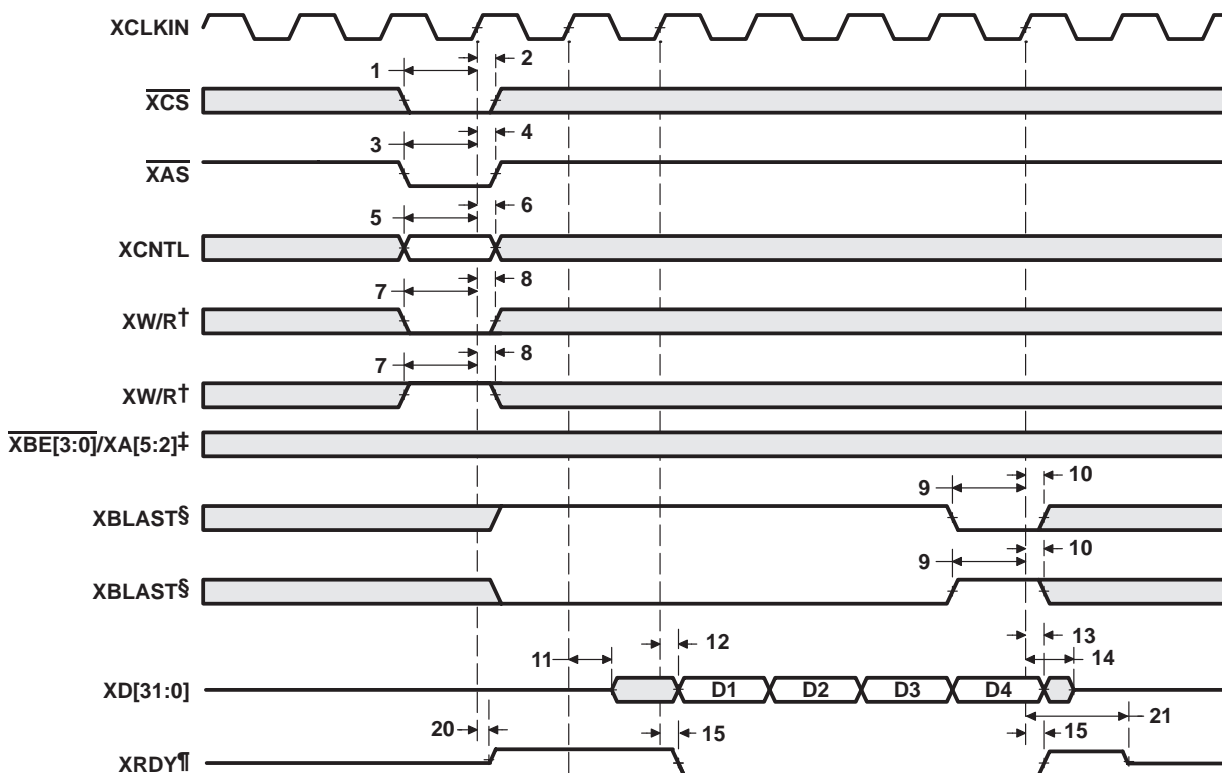 XCLKIN
1 2
XCS
3 4
XAS
5 6
XCNTL
7 8
XW/R†
7 8
XW/R†
XBE[3:0]/XA[5:2]‡
9 10
XBLAST§
9 10
XBLAST§
11 12 13 14
XD[31:0] D1 D2 D3 D4
20 15 15 21
XRDY¶